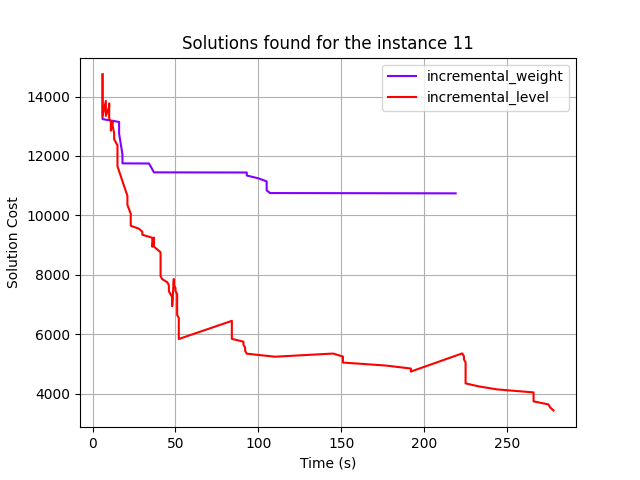 Solutions found for the instance 11
incremental_weight
incremental_level
14000
12000
10000
8000
6000
4000
Solution Cost
0
50
100
150
200
250
Time (s)